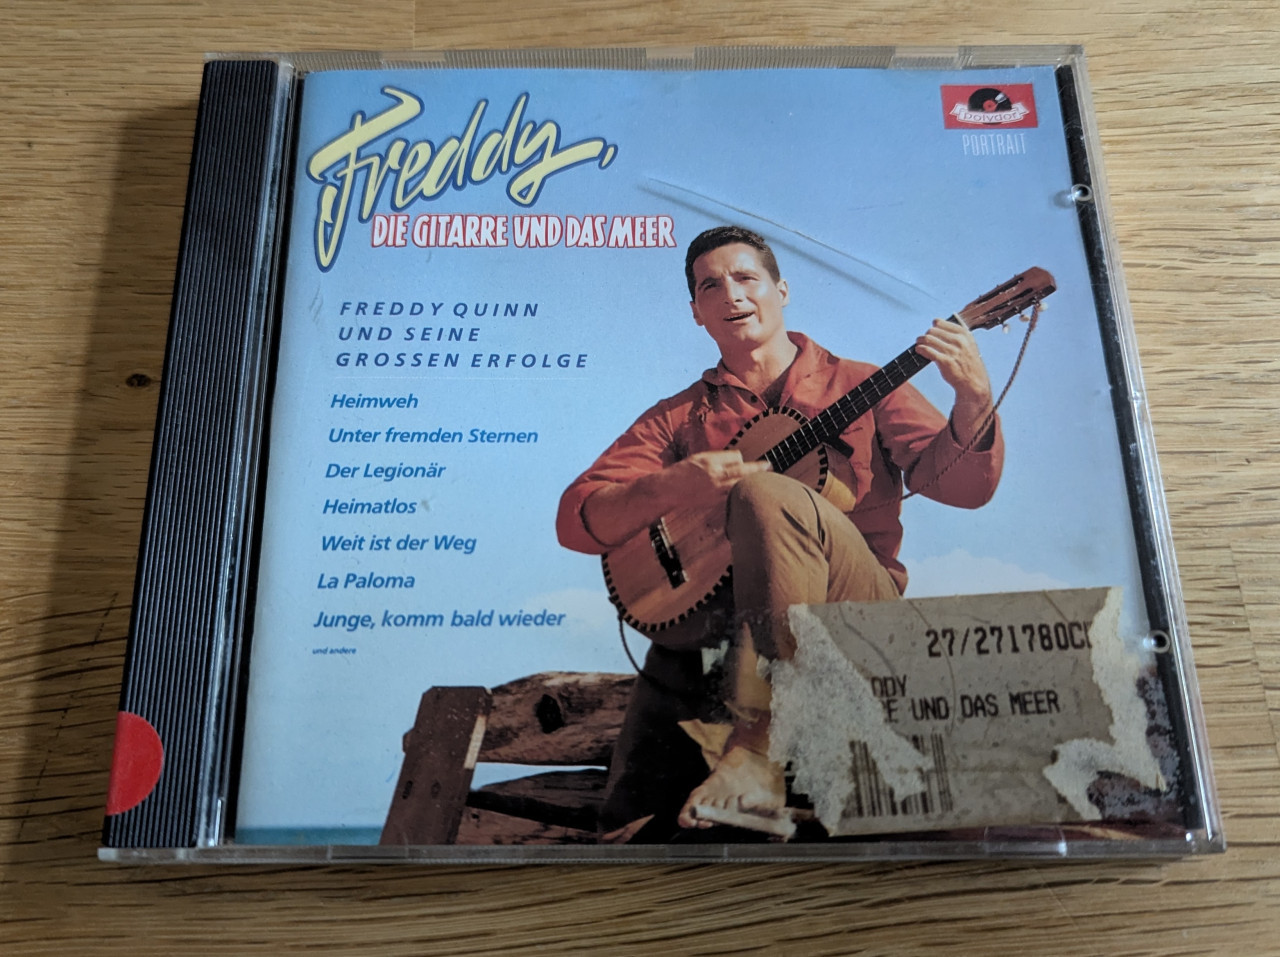 Freddy,
DIE GITARRE UND DAS MEER
polydor
PORTRAIT
FREDDY QUINN
UND SEINE
GROSSEN ERFOLGE
Heimweh
Unter fremden Sternen
Der Legionär
Heimatlos
Weit ist der Weg
La Paloma
Junge, komm bald wieder
und andere
27/271780C
DDY
E UND DAS MEER